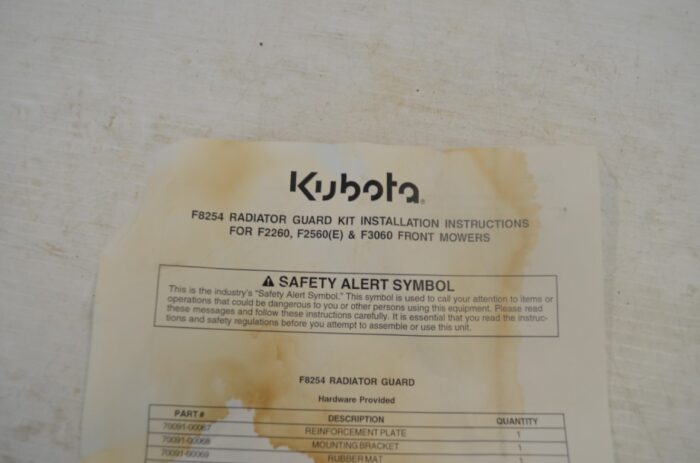 Kubota®
F8254 RADIATOR GUARD KIT INSTALLATION INSTRUCTIONS
FOR F2260, F2560(E) & F3060 FRONT MOWERS
⚠ SAFETY ALERT SYMBOL
This is the industry's "Safety Alert Symbol." This symbol is used to call your attention to items or
operations that could be dangerous to you or other persons using this equipment. Please read
these messages and follow these instructions carefully. It is essential that you read the instruc-
tions and safety regulations before you attempt to assemble or use this unit.
F8254 RADIATOR GUARD
Hardware Provided
PART # DESCRIPTION QUANTITY
70091-00067 REINFORCEMENT PLATE 1
70091-00068 MOUNTING BRACKET 1
70091-00069 RUBBER MAT 1